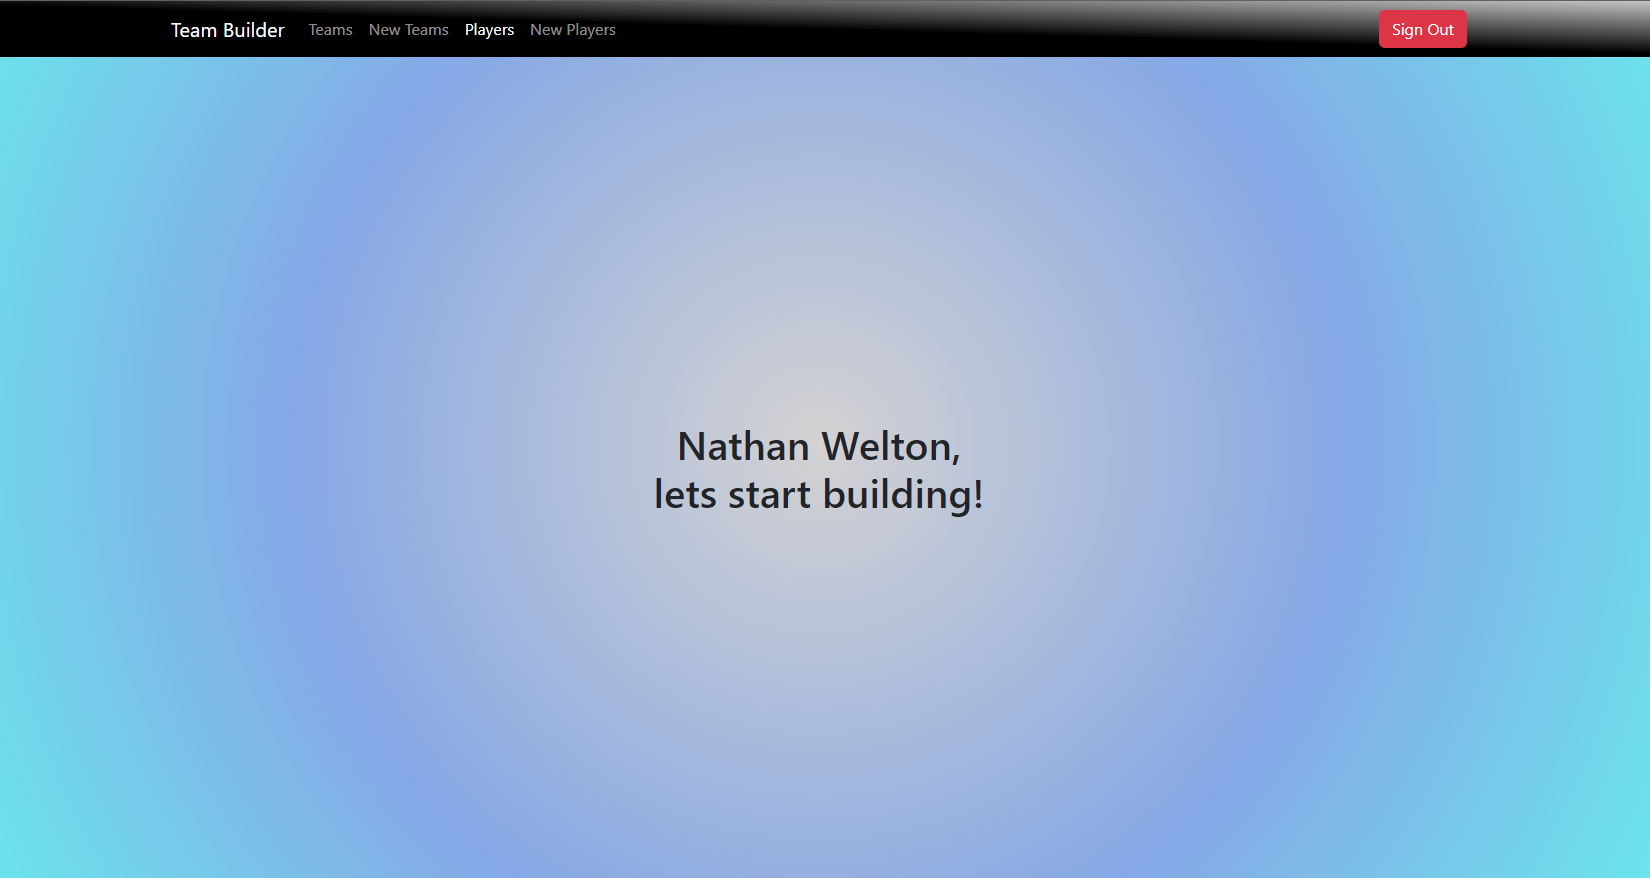 Team Builder Teams New Teams Players New Players Sign Out
Nathan Welton,
lets start building!